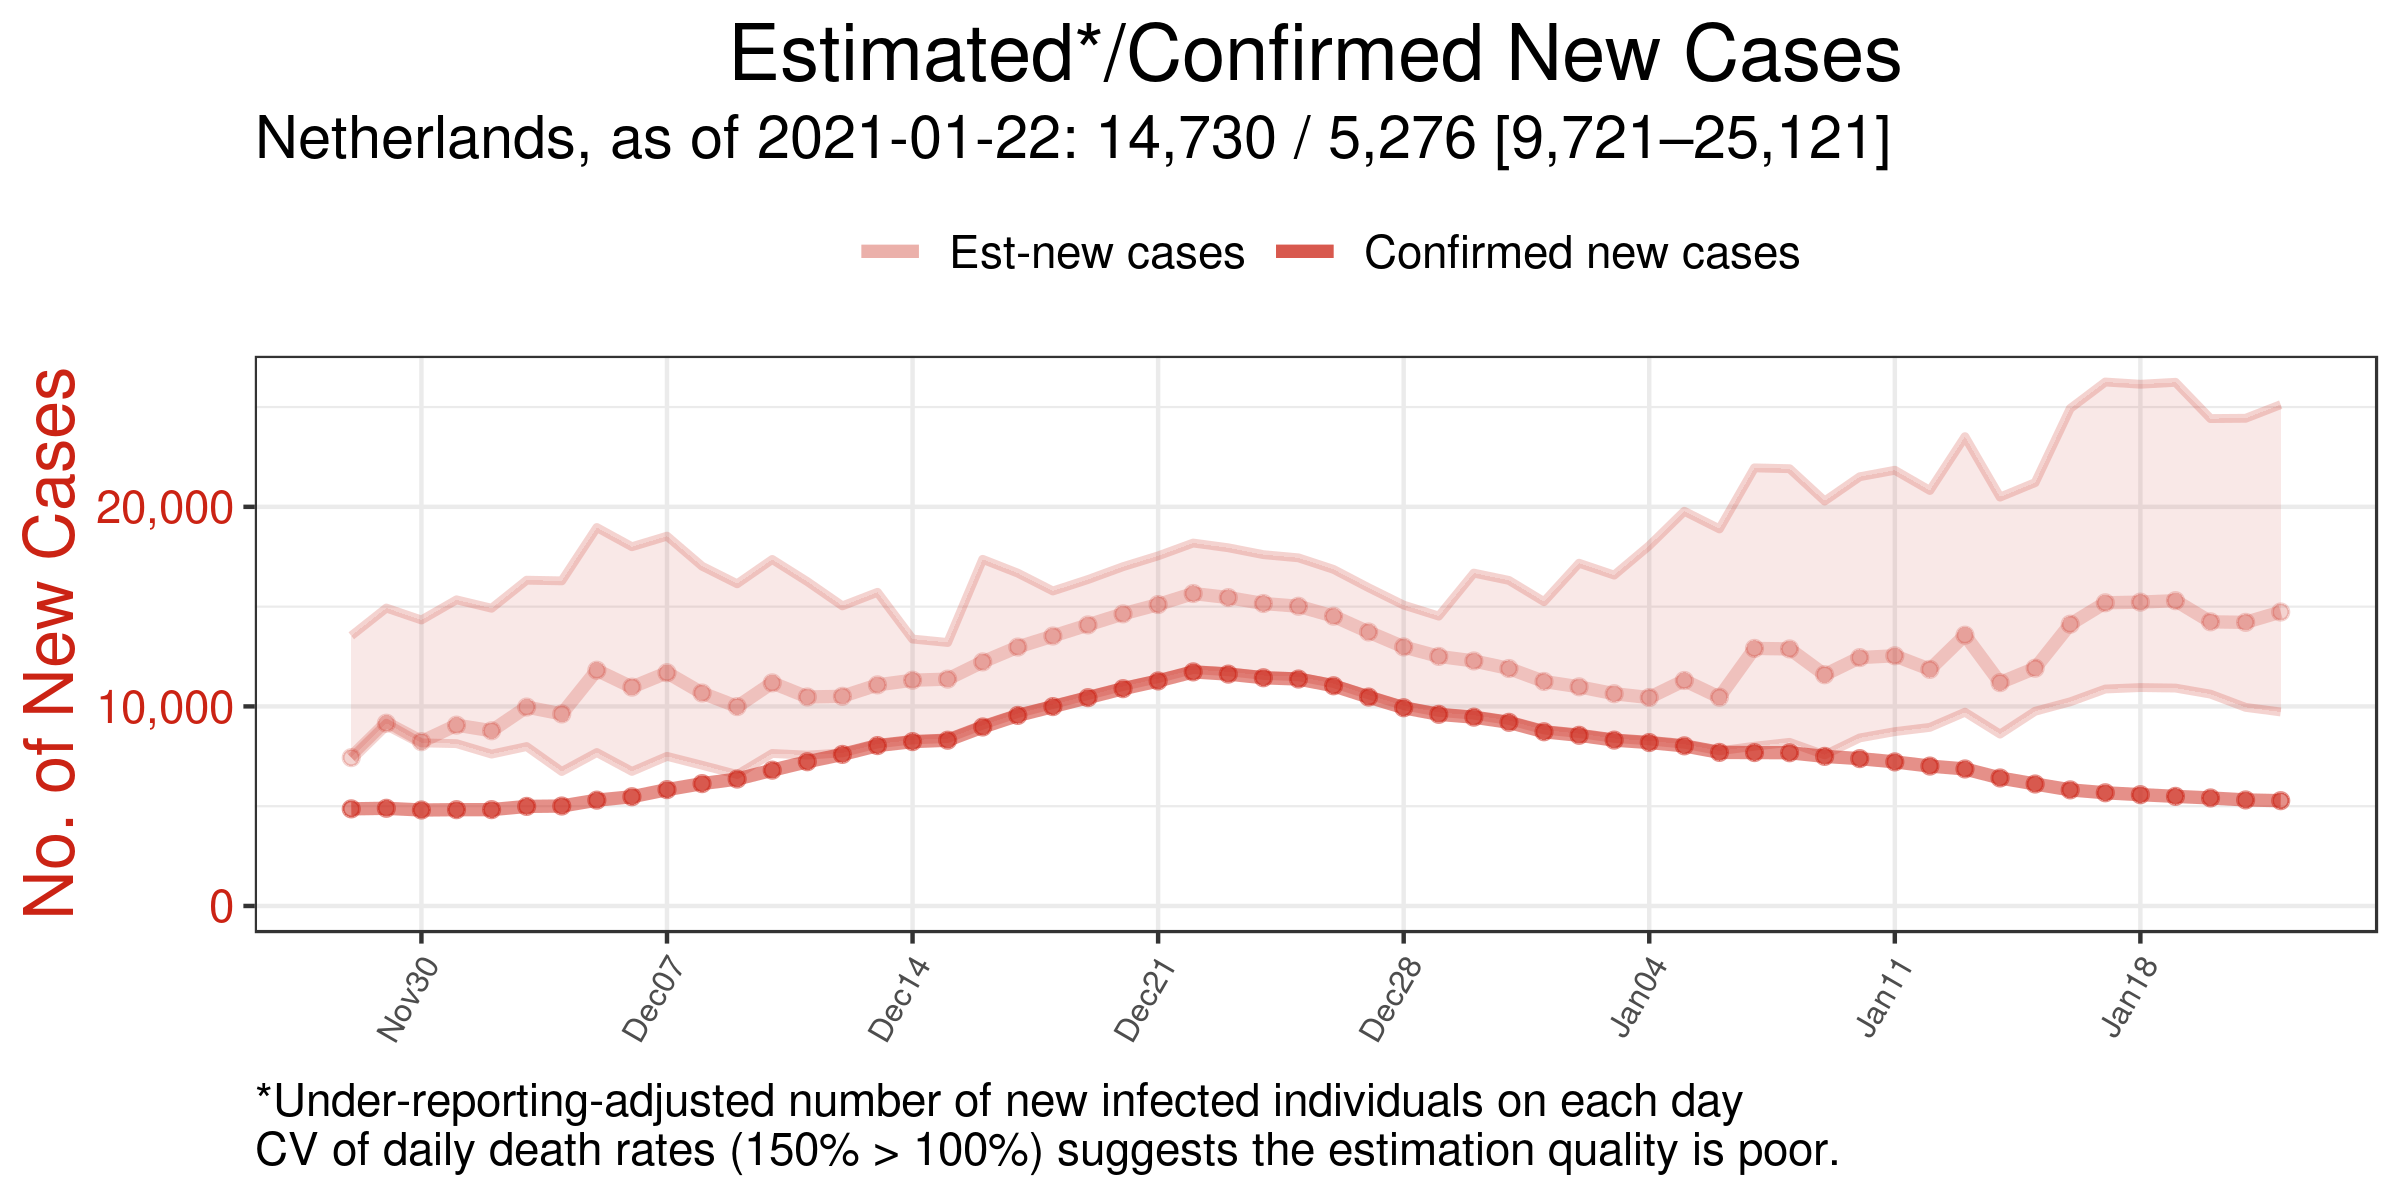 Estimated*/Confirmed New Cases
Netherlands, as of 2021-01-22: 14,730 / 5,276 [9,721–25,121]
Est-new cases Confirmed new cases
No. of New Cases
20,000
10,000
0
Nov30 Dec07 Dec14 Dec21 Dec28 Jan04 Jan11 Jan18
*Under-reporting-adjusted number of new infected individuals on each day
CV of daily death rates (150% > 100%) suggests the estimation quality is poor.